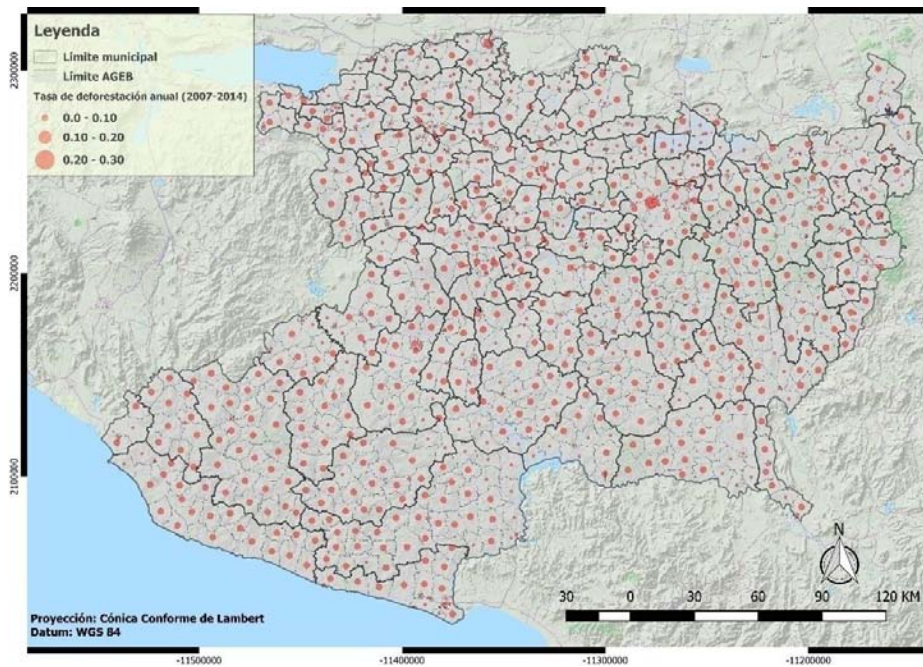 Leyenda
Límite municipal
Límite AGEB
Tasa de deforestación anual (2007-2014)
0.0 - 0.10
0.10 - 0.20
0.20 - 0.30
2300000
2200000
2100000
N
30 0 30 60 90 120 KM
Proyección: Cónica Conforme de Lambert
Datum: WGS 84
-11500000 -11400000 -11300000 -11200000